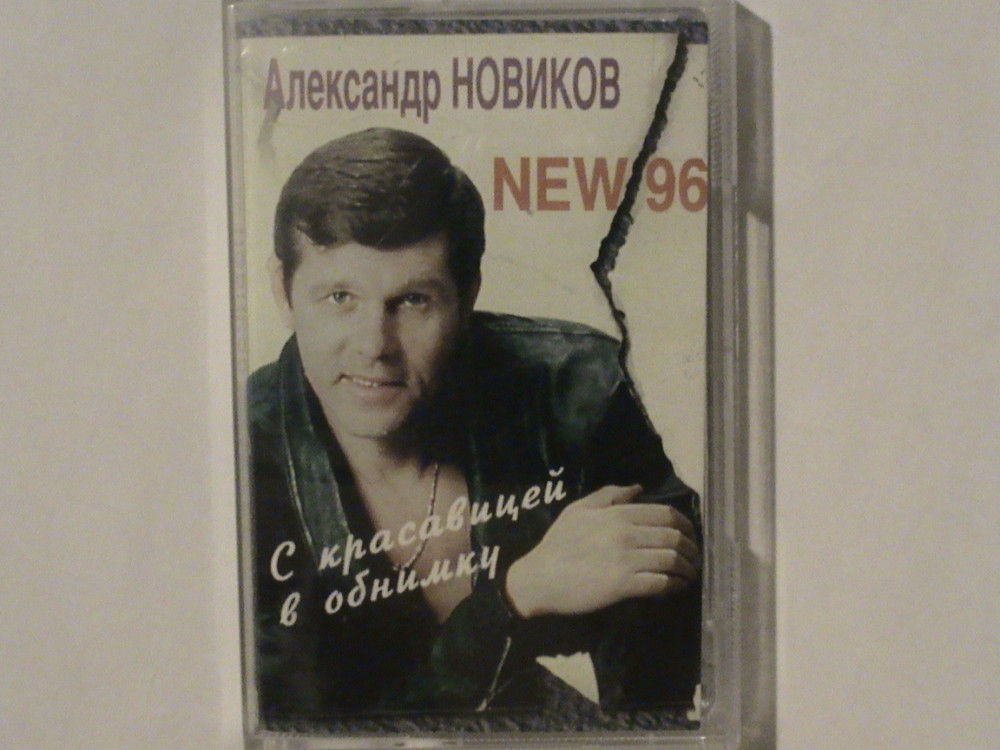 Александр НОВИКОВ
NEW 96
С красавицей
в обнимку